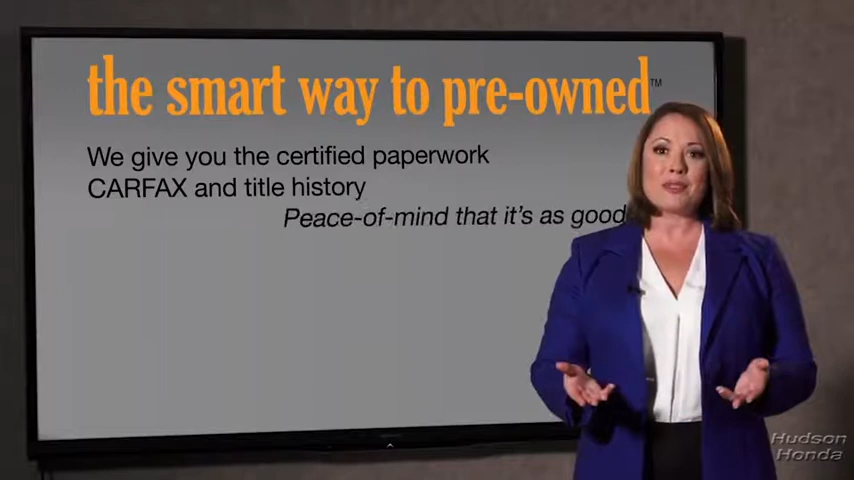 the smart way to pre-owned™
We give you the certified paperwork
CARFAX and title history
Peace-of-mind that it's as good
Hudson
Honda